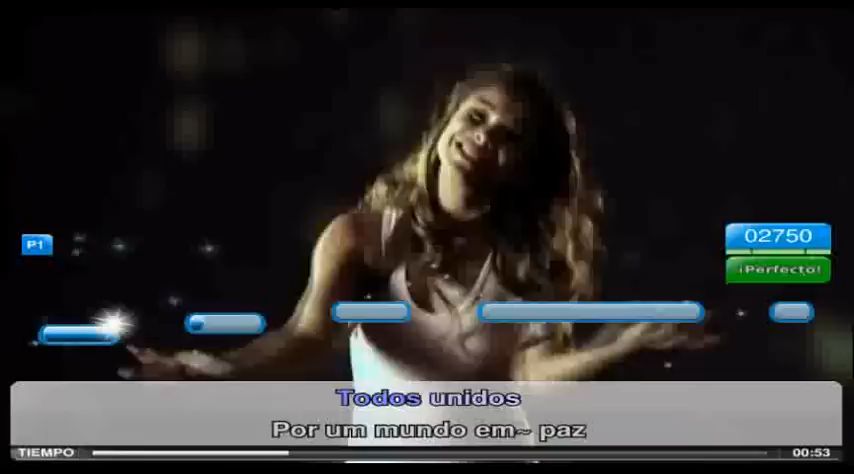 P1
02750
¡Perfecto!
Todos unidos
Por um mundo em~ paz
TIEMPO
00:53